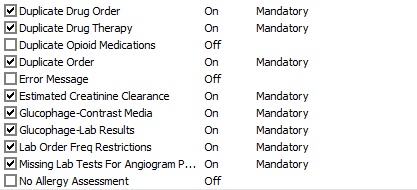 Duplicate Drug Order On Mandatory
Duplicate Drug Therapy On Mandatory
Duplicate Opioid Medications Off
Duplicate Order On Mandatory
Error Message Off
Estimated Creatinine Clearance On Mandatory
Glucophage-Contrast Media On Mandatory
Glucophage-Lab Results On Mandatory
Lab Order Freq Restrictions On Mandatory
Missing Lab Tests For Angiogram P... On Mandatory
No Allergy Assessment Off